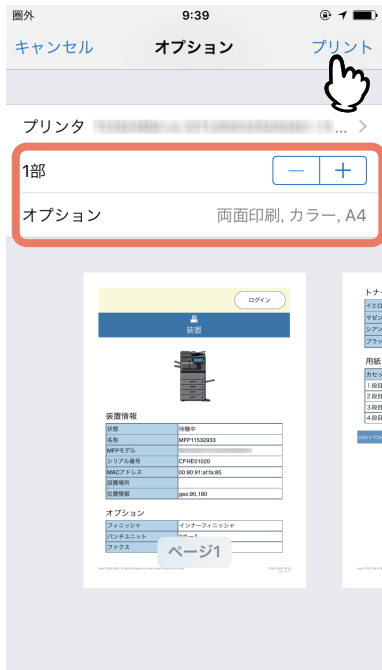 圏外 9:39
キャンセル オプション プリント
プリンタ ... >
1部 － ＋
オプション 両面印刷, カラー, A4
ログイン
装置
装置情報
状態 待機中
名称 MFP11532933
MFPモデル
シリアル番号 CFHE01020
MACアドレス 00:80:91:af:fa:85
設置場所
位置情報 geo:90,180
オプション
フィニッシャ インナーフィニッシャ
パンチユニット
ファクス
ページ1
トナー
イエロ
マゼン
シアン
ブラッ
用紙
カセッ
1段目
2段目
3段目
4段目